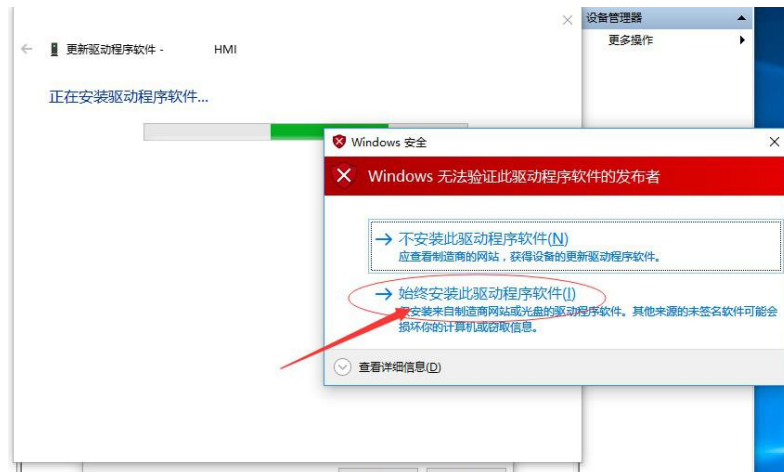 设备管理器
更多操作
更新驱动程序软件 - HMI
正在安装驱动程序软件...
Windows 安全
Windows 无法验证此驱动程序软件的发布者
不安装此驱动程序软件(N)
应查看制造商的网站，获得设备的更新驱动程序软件。
始终安装此驱动程序软件(I)
仅安装来自制造商网站或光盘的驱动程序软件。其他来源的未签名软件可能会
损坏你的计算机或窃取信息。
查看详细信息(D)